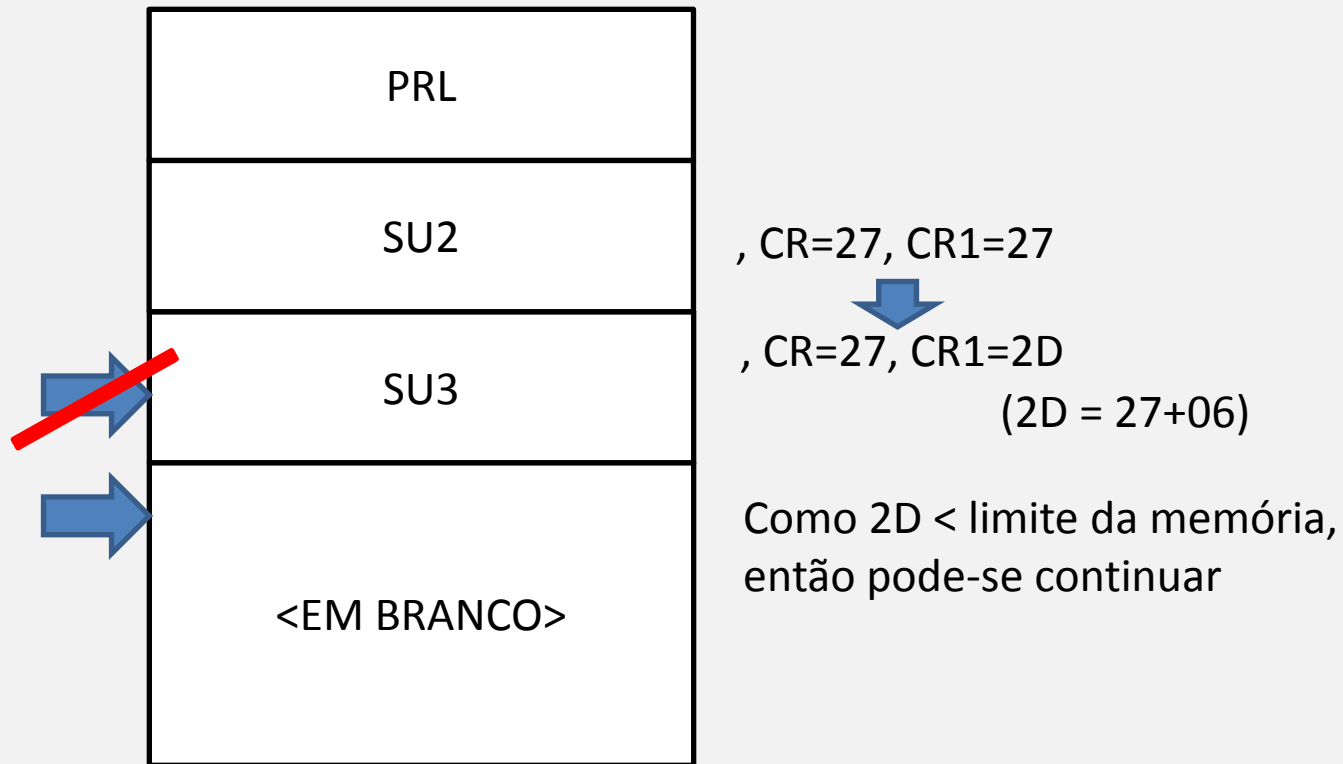 PRL
SU2
, CR=27, CR1=27
, CR=27, CR1=2D
SU3
(2D = 27+06)
Como 2D < limite da memória,
então pode-se continuar
<EM BRANCO>